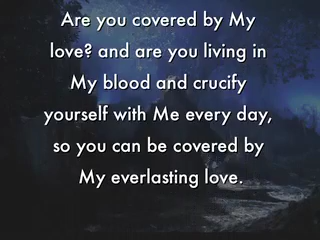 Are you covered by My
love? and are you living in
My blood and crucify
yourself with Me every day,
so you can be covered by
My everlasting love.